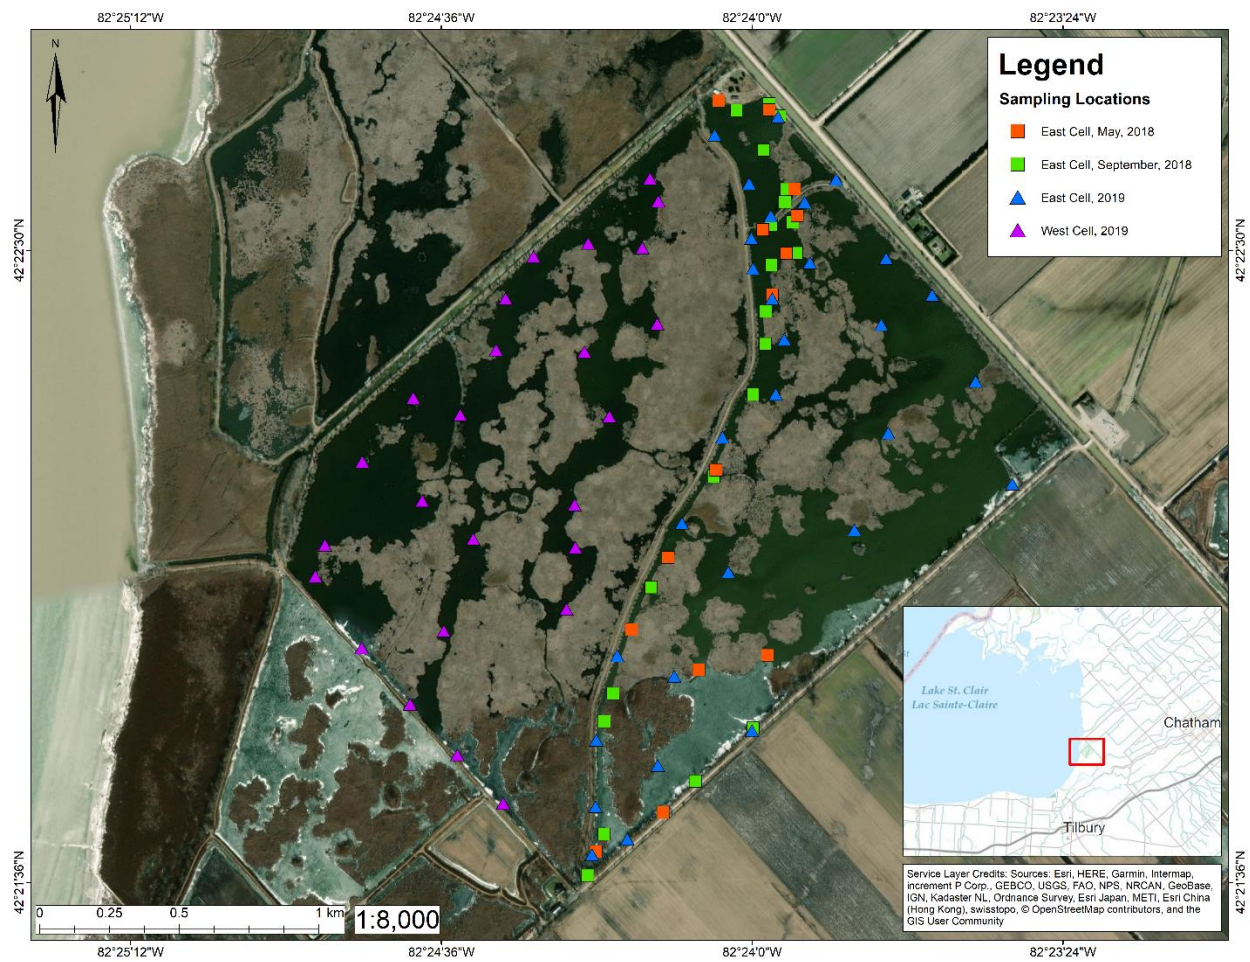 82°25'12"W 82°24'36"W 82°24'0"W 82°23'24"W
N
Legend
Sampling Locations
East Cell, May, 2018
East Cell, September, 2018
East Cell, 2019
West Cell, 2019
42°22'30"N 42°22'30"N
Lake St. Clair
Lac Sainte-Claire
Chatham
Tilbury
42°21'36"N 42°21'36"N
Service Layer Credits: Sources: Esri, HERE, Garmin, Intermap,
increment P Corp., GEBCO, USGS, FAO, NPS, NRCAN, GeoBase,
IGN, Kadaster NL, Ordnance Survey, Esri Japan, METI, Esri China
(Hong Kong), swisstopo, © OpenStreetMap contributors, and the
GIS User Community
0 0.25 0.5 1 km 1:8,000
82°25'12"W 82°24'36"W 82°24'0"W 82°23'24"W